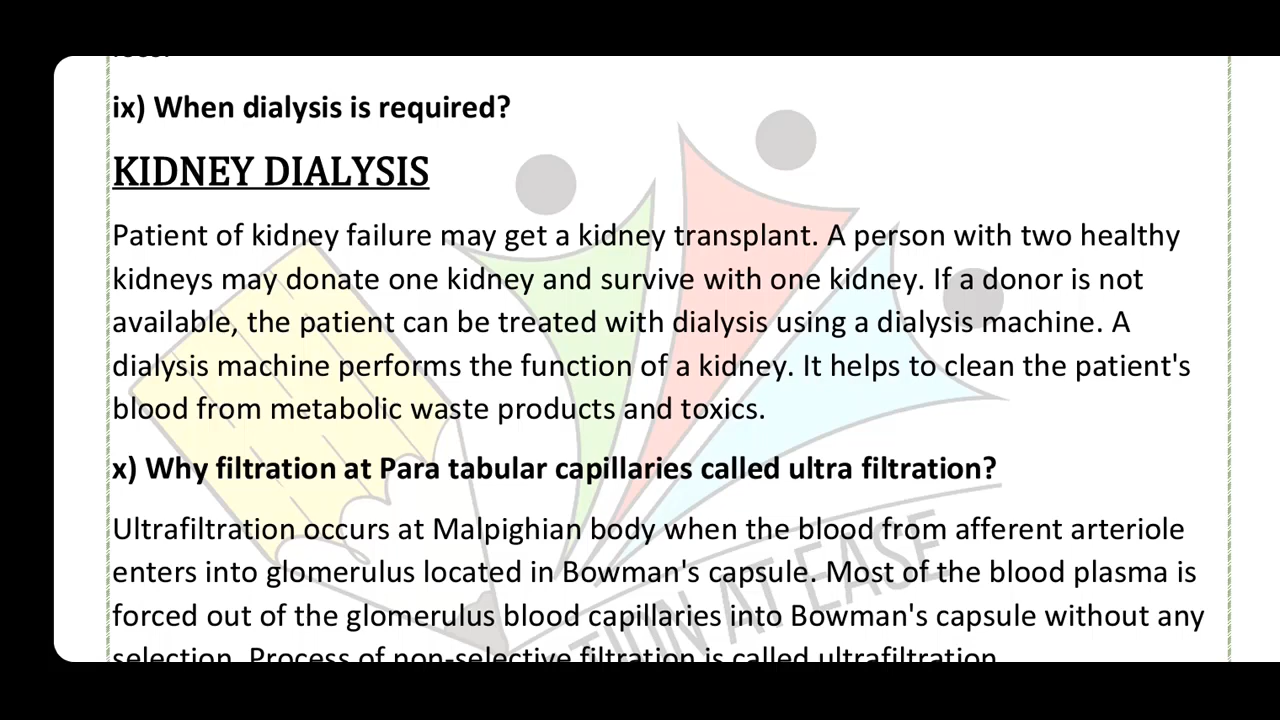 ix) When dialysis is required?
KIDNEY DIALYSIS
Patient of kidney failure may get a kidney transplant. A person with two healthy
kidneys may donate one kidney and survive with one kidney. If a donor is not
available, the patient can be treated with dialysis using a dialysis machine. A
dialysis machine performs the function of a kidney. It helps to clean the patient's
blood from metabolic waste products and toxics.
x) Why filtration at Para tabular capillaries called ultra filtration?
Ultrafiltration occurs at Malpighian body when the blood from afferent arteriole
enters into glomerulus located in Bowman's capsule. Most of the blood plasma is
forced out of the glomerulus blood capillaries into Bowman's capsule without any
selection. Process of non-selective filtration is called ultrafiltration
AT EASE